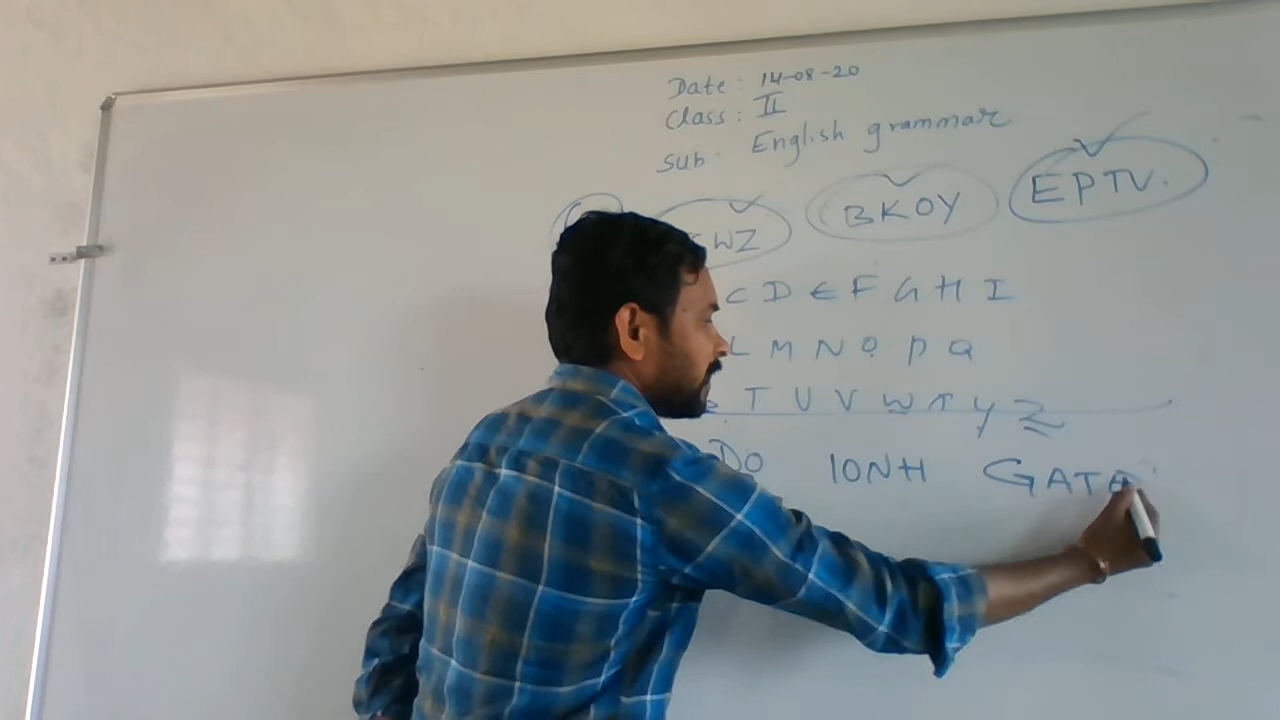 Date : 14-08-20
Class : II
Sub : English grammar
WZ BKOY EPTV.
C D E F G H I
L M N O P Q
T U V W X Y Z
DO IONH GATE